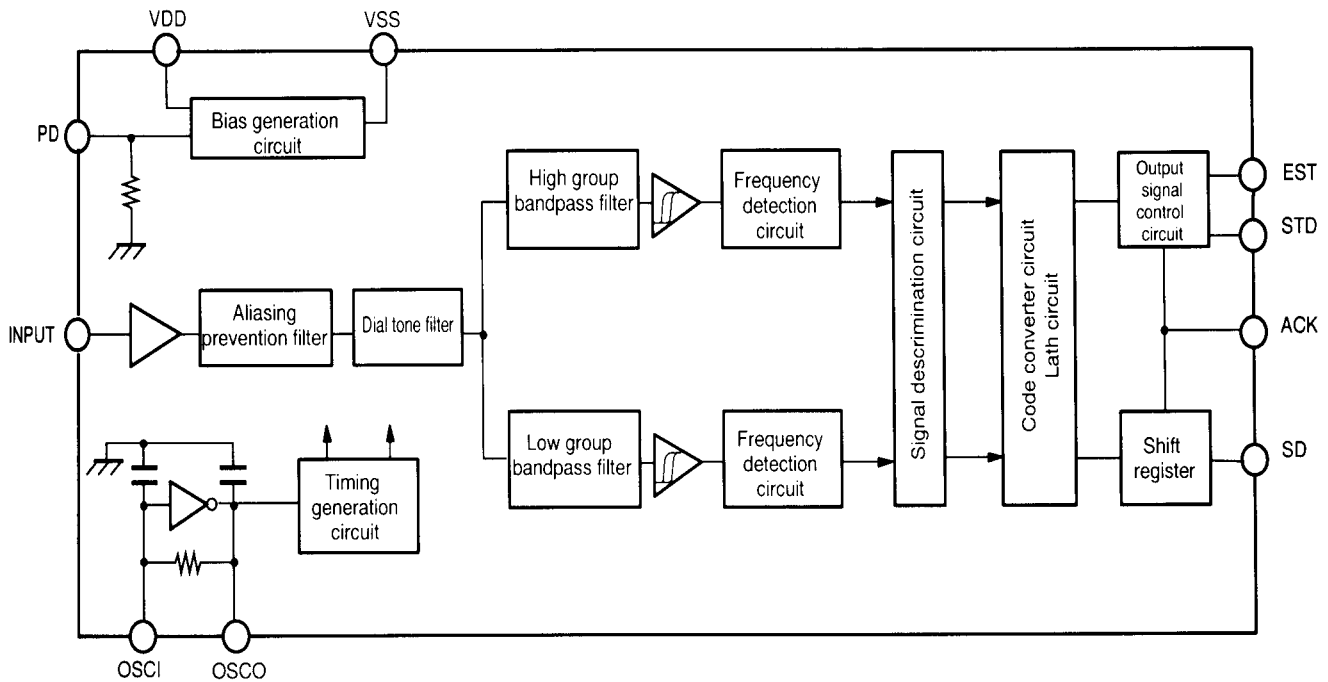 VDD
VSS
PD
Bias generation
circuit
High group
bandpass filter
Frequency
detection
circuit
Output
signal
control
circuit
EST
STD
INPUT
Aliasing
prevention filter
Dial tone filter
Signal descrimination circuit
Code converter circuit
Lath circuit
ACK
Low group
bandpass filter
Frequency
detection
circuit
Shift
register
SD
Timing
generation
circuit
OSCI
OSCO